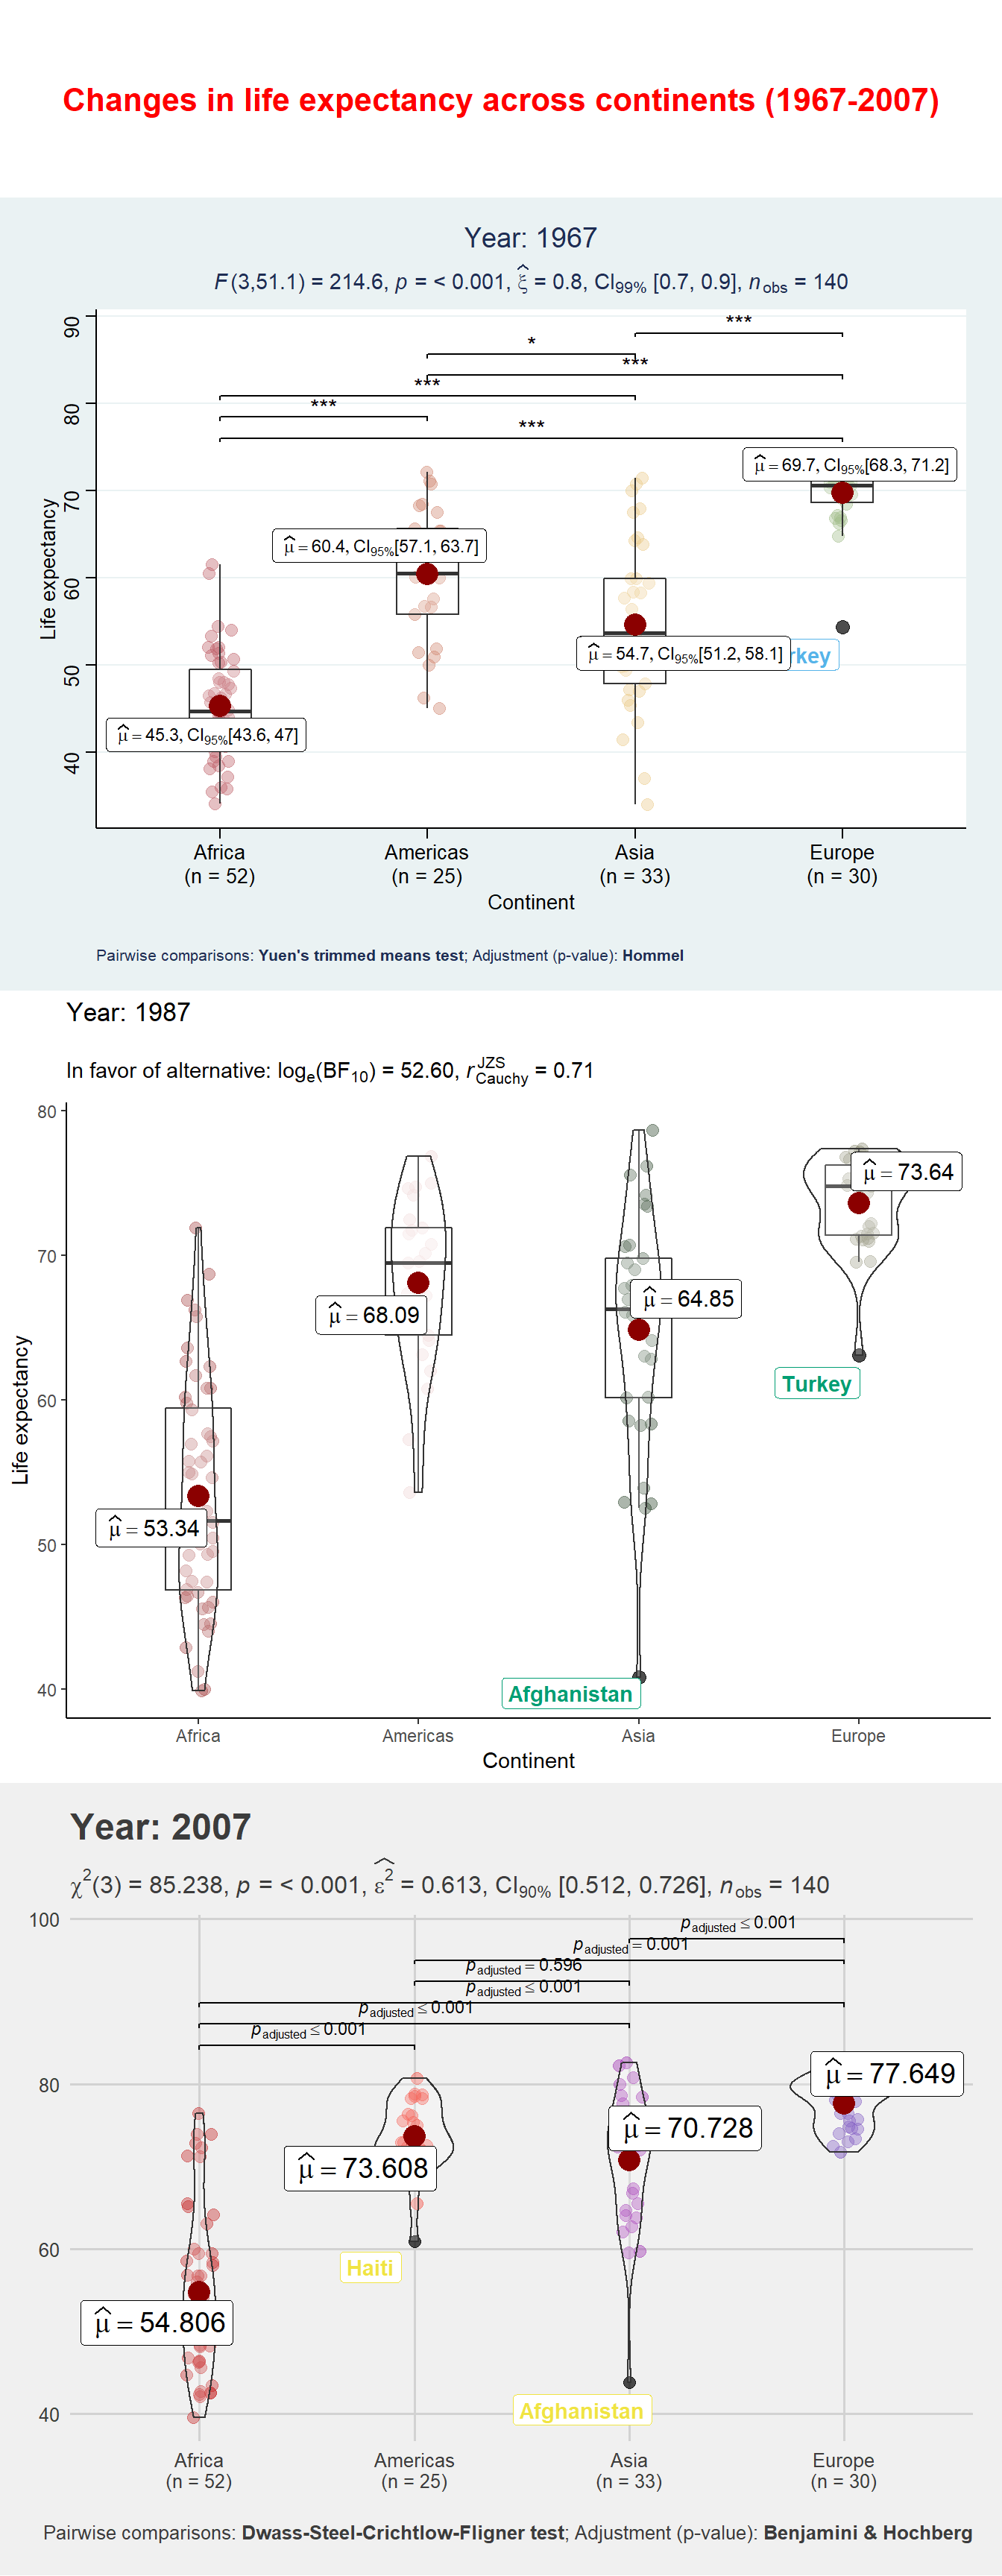 Changes in life expectancy across continents (1967-2007)
Year: 1967
F(3,51.1) = 214.6, p = < 0.001, ξ̂ = 0.8, CI99% [0.7, 0.9], nobs = 140
90
80
70
60
50
40
Life expectancy
***
*
***
***
***
***
μ̂ = 69.7, CI95%[68.3, 71.2]
μ̂ = 60.4, CI95%[57.1, 63.7]
μ̂ = 54.7, CI95%[51.2, 58.1]
rkey
μ̂ = 45.3, CI95%[43.6, 47]
Africa
(n = 52)
Americas
(n = 25)
Asia
(n = 33)
Europe
(n = 30)
Continent
Pairwise comparisons: Yuen's trimmed means test; Adjustment (p-value): Hommel
Year: 1987
In favor of alternative: loge(BF10) = 52.60, rCauchyJZS = 0.71
80
70
60
50
40
Life expectancy
μ̂ = 73.64
μ̂ = 64.85
μ̂ = 68.09
Turkey
μ̂ = 53.34
Afghanistan
Africa
Americas
Asia
Europe
Continent
Year: 2007
χ2(3) = 85.238, p = < 0.001, ε2̂ = 0.613, CI90% [0.512, 0.726], nobs = 140
100
80
60
40
padjusted ≤ 0.001
padjusted = 0.001
padjusted = 0.596
padjusted ≤ 0.001
padjusted ≤ 0.001
padjusted ≤ 0.001
μ̂ = 77.649
μ̂ = 70.728
μ̂ = 73.608
Haiti
μ̂ = 54.806
Afghanistan
Africa
(n = 52)
Americas
(n = 25)
Asia
(n = 33)
Europe
(n = 30)
Pairwise comparisons: Dwass-Steel-Crichtlow-Fligner test; Adjustment (p-value): Benjamini & Hochberg